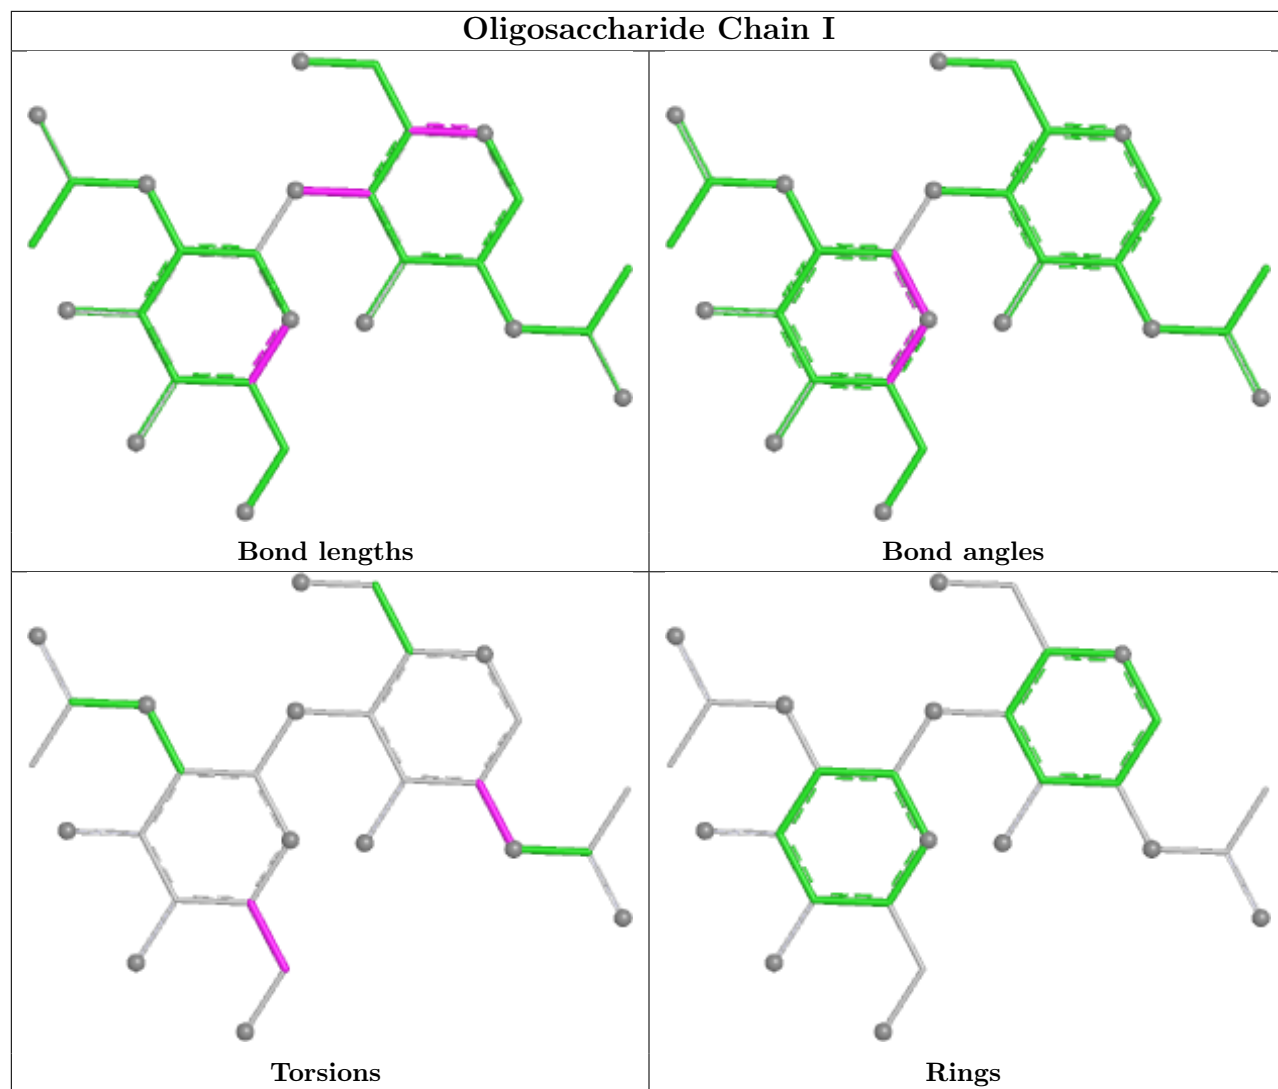 Oligosaccharide Chain I
Bond lengths
Bond angles
Torsions
Rings